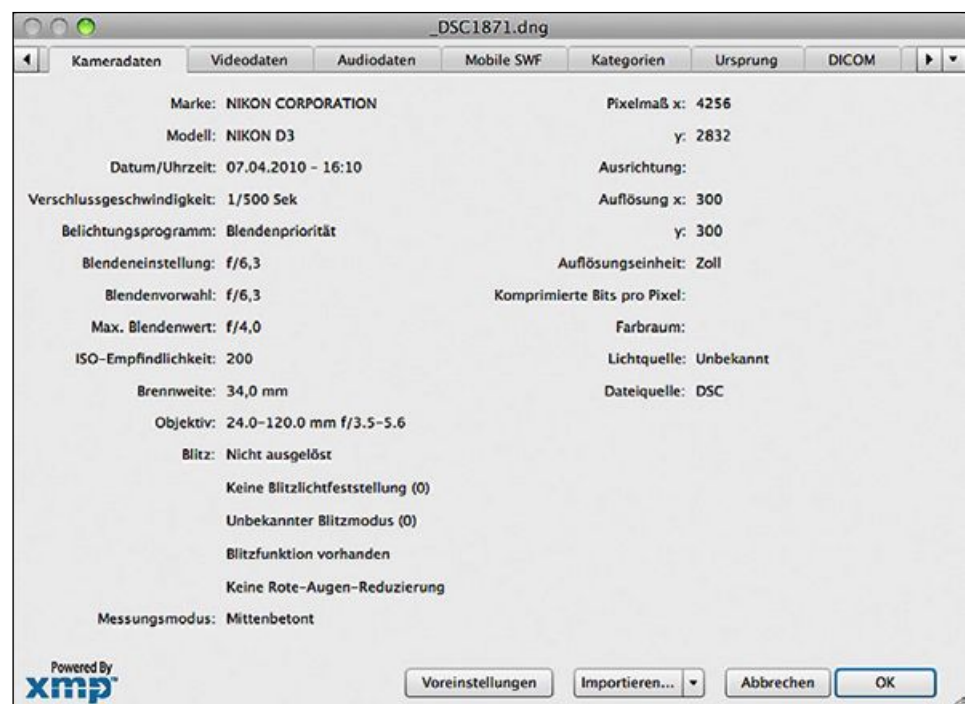 _DSC1871.dng
Kameradaten Videodaten Audiodaten Mobile SWF Kategorien Ursprung DICOM
Marke: NIKON CORPORATION
Modell: NIKON D3
Datum/Uhrzeit: 07.04.2010 - 16:10
Verschlussgeschwindigkeit: 1/500 Sek
Belichtungsprogramm: Blendenpriorität
Blendeneinstellung: f/6,3
Blendenvorwahl: f/6,3
Max. Blendenwert: f/4,0
ISO-Empfindlichkeit: 200
Brennweite: 34,0 mm
Objektiv: 24.0-120.0 mm f/3.5-5.6
Blitz: Nicht ausgelöst
Keine Blitzlichtfeststellung (0)
Unbekannter Blitzmodus (0)
Blitzfunktion vorhanden
Keine Rote-Augen-Reduzierung
Messungsmodus: Mittenbetont
Pixelmaß x: 4256
y: 2832
Ausrichtung:
Auflösung x: 300
y: 300
Auflösungseinheit: Zoll
Komprimierte Bits pro Pixel:
Farbraum:
Lichtquelle: Unbekannt
Dateiquelle: DSC
Powered By
xmp™
Voreinstellungen Importieren... Abbrechen OK